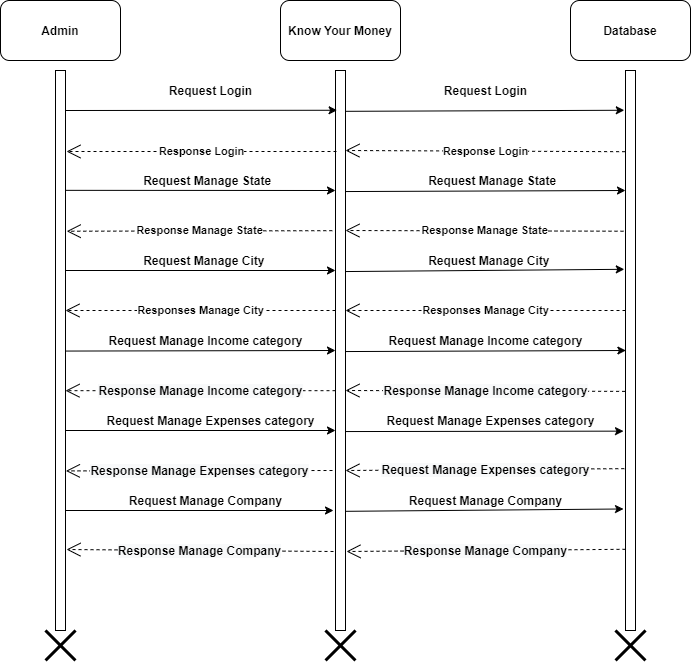 Admin
Know Your Money
Database
Request Login
Request Login
Response Login
Response Login
Request Manage State
Request Manage State
Response Manage State
Response Manage State
Request Manage City
Request Manage City
Responses Manage City
Responses Manage City
Request Manage Income category
Request Manage Income category
Response Manage Income category
Response Manage Income category
Request Manage Expenses category
Request Manage Expenses category
Response Manage Expenses category
Request Manage Expenses category
Request Manage Company
Request Manage Company
Response Manage Company
Response Manage Company